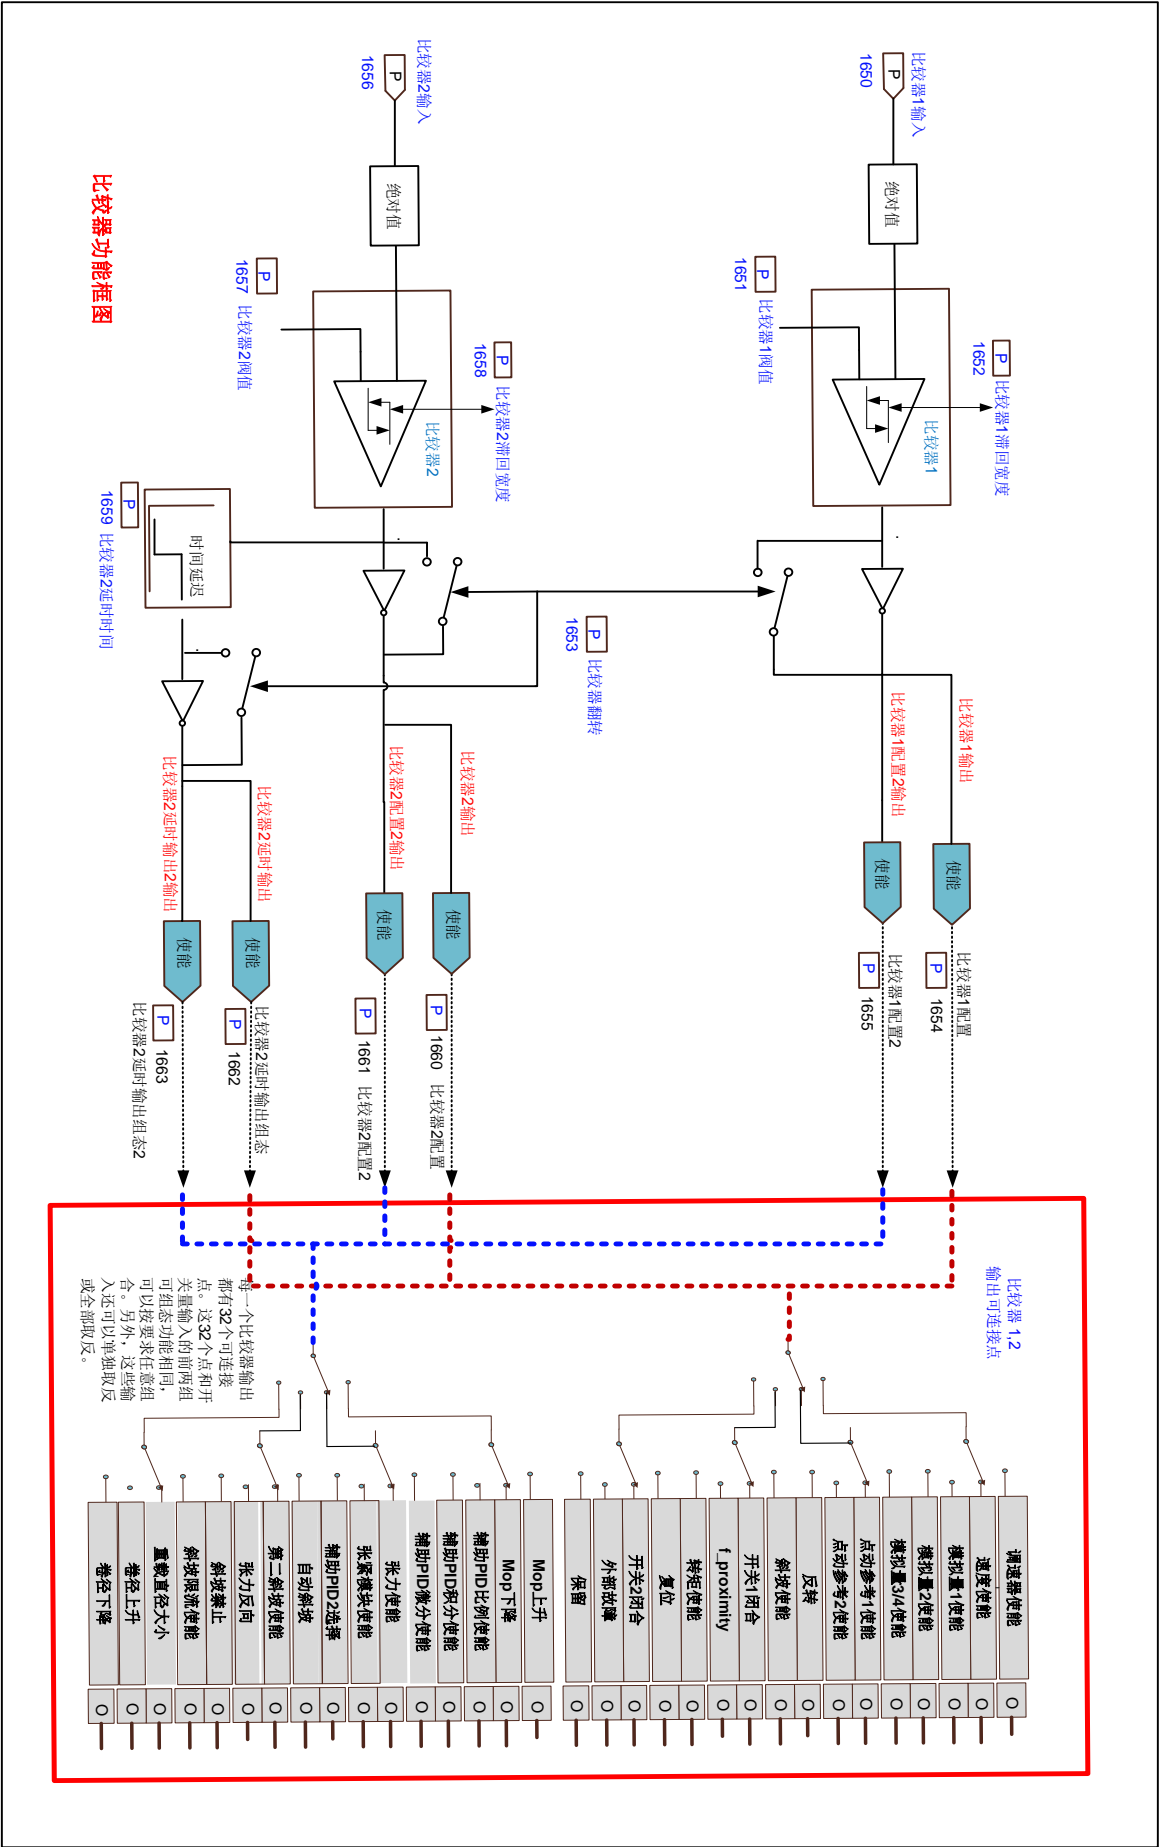 比较器1输入
P
1650
绝对值
P
1651 比较器1阀值
P
1652 比较器1滞回宽度
比较器1
P
1653 比较器翻转
比较器1输出
比较器1配置2输出
使能
使能
比较器1配置
P 1654
比较器1配置2
P 1655
比较器2输入
P
1656
绝对值
P
1657 比较器2阀值
P
1658 比较器2滞回宽度
比较器2
比较器2输出
比较器2配置2输出
使能
使能
P 1660 比较器2配置
P 1661 比较器2配置2
时间延迟
P
1659 比较器2延时时间
比较器2延时输出
比较器2延时输出2输出
使能
使能
比较器2延时输出组态
P 1662
P 1663
比较器2延时输出组态2
比较器功能框图
比较器 1,2
输出可连接点
每一个比较器输出
都有32个可连接
点。这32个点和开
关量输入的前两组
可组态功能相同,
可以按要求任意组
合。另外，这些输
入还可以单独取反
或全部取反。
调速器使能 O
速度使能 O
模拟量1使能 O
模拟量2使能 O
模拟量3/4使能 O
点动参考1使能 O
点动参考2使能 O
反转 O
斜坡使能 O
开关1闭合 O
f_proximity O
转矩使能 O
复位 O
开关2闭合 O
外部故障 O
保留 O
Mop上升 O
Mop下降 O
辅助PID比例使能 O
辅助PID积分使能 O
辅助PID微分使能 O
张力使能 O
张紧模块使能 O
辅助PID2选择 O
自动斜坡 O
第二斜坡使能 O
张力反向 O
斜坡禁止 O
斜坡限流使能 O
重载直径大小 O
卷径上升 O
卷径下降 O